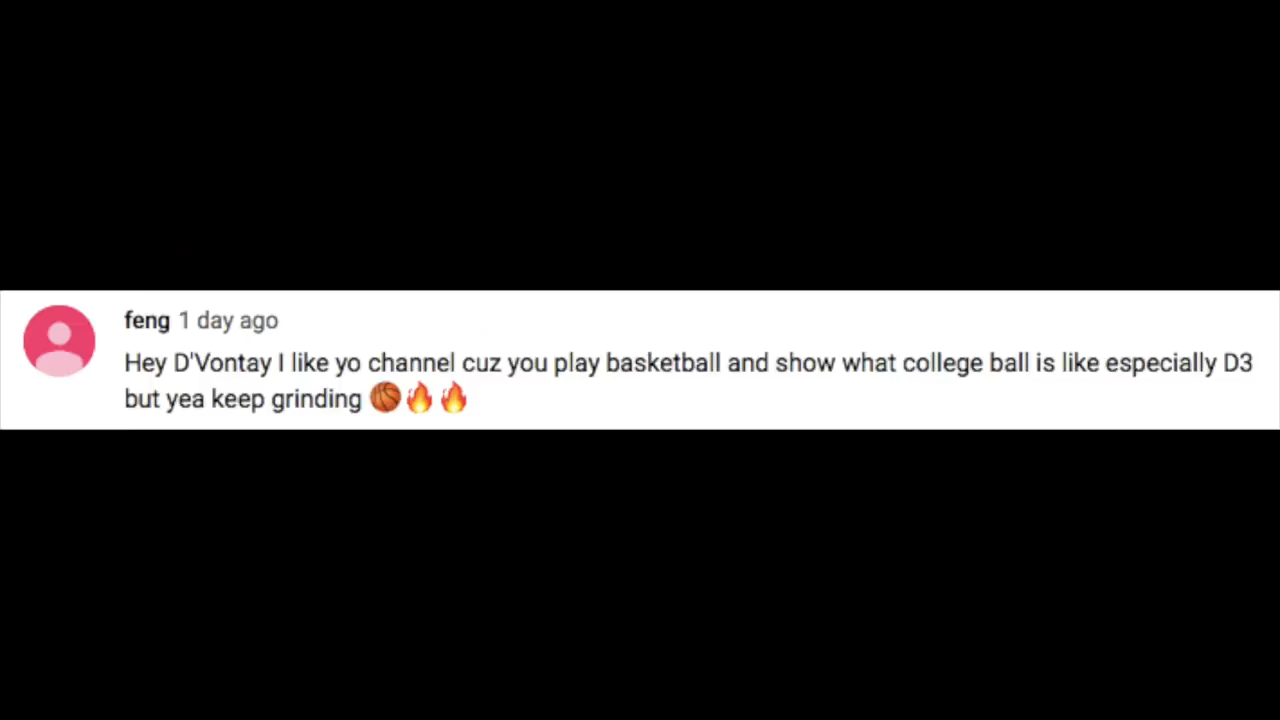 feng 1 day ago
Hey D'Vontay I like yo channel cuz you play basketball and show what college ball is like especially D3
but yea keep grinding 🏀🔥🔥